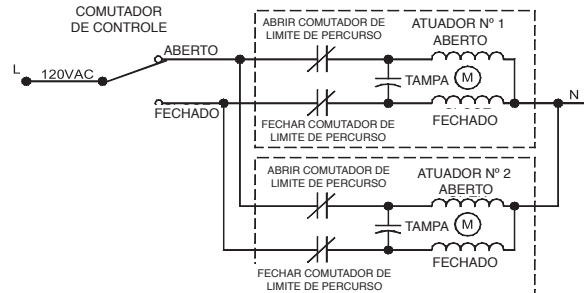 COMUTADOR
DE CONTROLE
ABRIR COMUTADOR DE
LIMITE DE PERCURSO
ATUADOR Nº 1
ABERTO
ABERTO
L
120VAC
TAMPA
M
N
FECHADO
FECHAR COMUTADOR DE
LIMITE DE PERCURSO
FECHADO
ABRIR COMUTADOR DE
LIMITE DE PERCURSO
ATUADOR Nº 2
ABERTO
TAMPA
M
FECHADO
FECHAR COMUTADOR DE
LIMITE DE PERCURSO